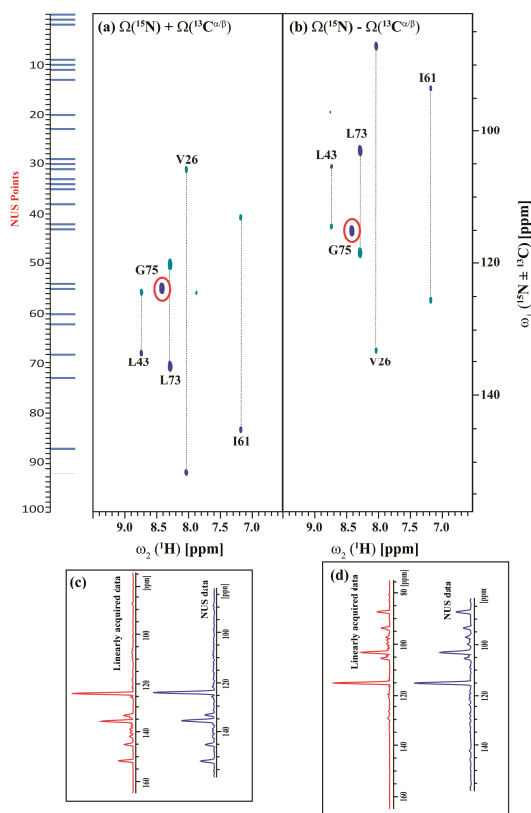 (a) Ω(¹⁵N) + Ω(¹³Cᵅ/ᵝ)
(b) Ω(¹⁵N) - Ω(¹³Cᵅ/ᵝ)
NUS Points
10
20
30
40
50
60
70
80
90
100
V26
G75
L43
L73
I61
9.0 8.5 8.0 7.5 7.0
ω₂ (¹H) [ppm]
I61
L73
L43
G75
V26
100
120
140
ω₁ (¹⁵N ± ¹³C) [ppm]
9.0 8.5 8.0 7.5 7.0
ω₂ (¹H) [ppm]
(c)
Linearly acquired data
[ppm]
100
120
140
160
NUS data
[ppm]
100
120
140
(d)
Linearly acquired data
80 [ppm]
100
120
160
NUS data
[ppm]
80
100
120
140